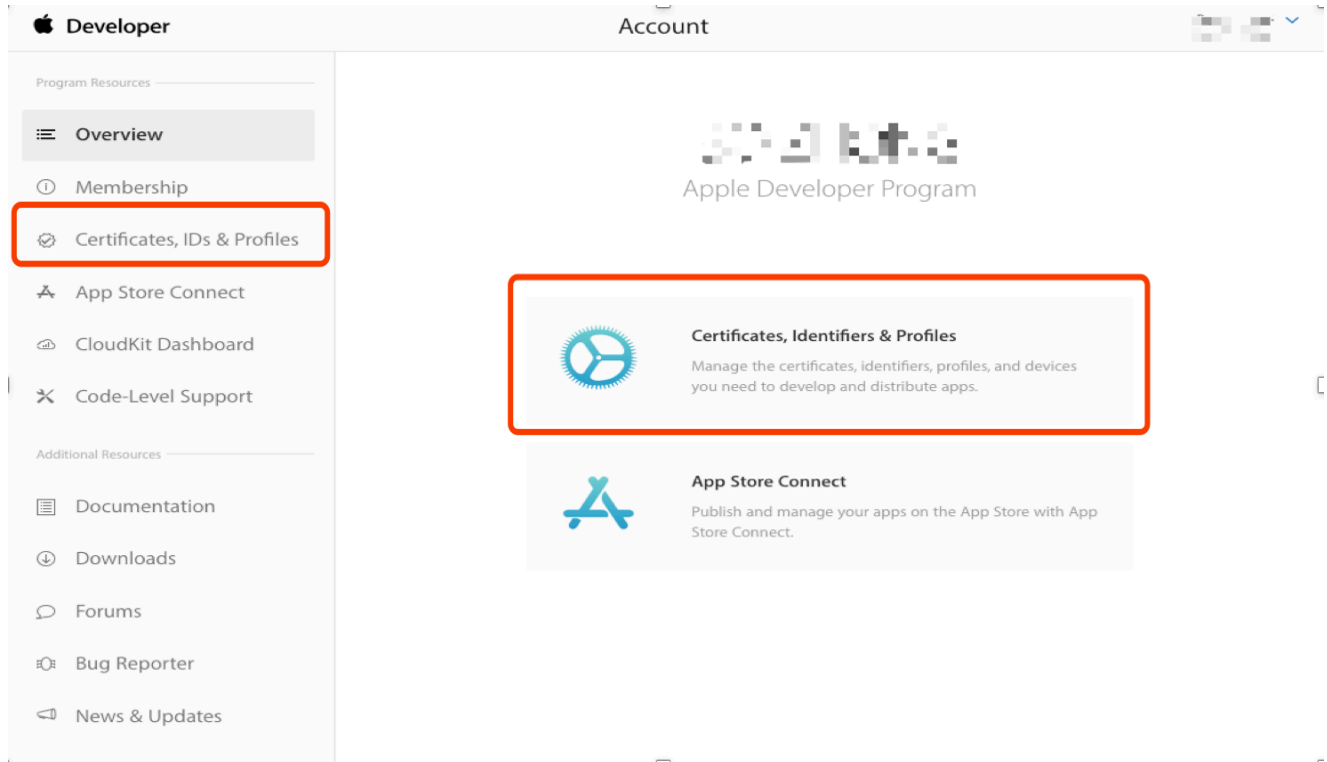 Developer
Account
Program Resources
Overview
Membership
Certificates, IDs & Profiles
App Store Connect
CloudKit Dashboard
Code-Level Support
Additional Resources
Documentation
Downloads
Forums
Bug Reporter
News & Updates
Apple Developer Program
Certificates, Identifiers & Profiles
Manage the certificates, identifiers, profiles, and devices
you need to develop and distribute apps.
App Store Connect
Publish and manage your apps on the App Store with App
Store Connect.